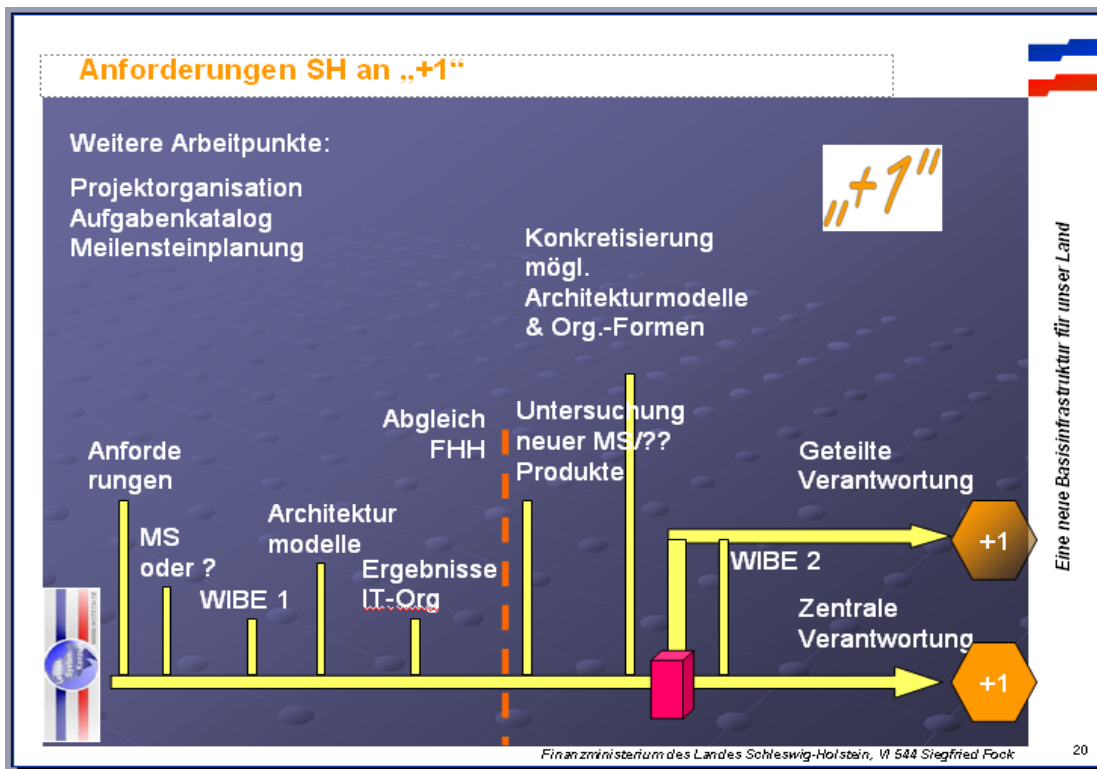 Anforderungen SH an „+1“
Weitere Arbeitpunkte:
Projektorganisation
Aufgabenkatalog
Meilensteinplanung
„+1“
Konkretisierung
mögl.
Architekturmodelle
& Org.-Formen
Abgleich
FHH
Untersuchung
neuer MS/??
Produkte
Geteilte
Verantwortung
Anforde
rungen
Architektur
modelle
MS
oder ?
Ergebnisse
IT-Org
WIBE 1
WIBE 2
+1
Zentrale
Verantwortung
+1
Eine neue Basisinfrastruktur für unser Land
Finanzministerium des Landes Schleswig-Holstein, VI 544 Siegfried Fock
20